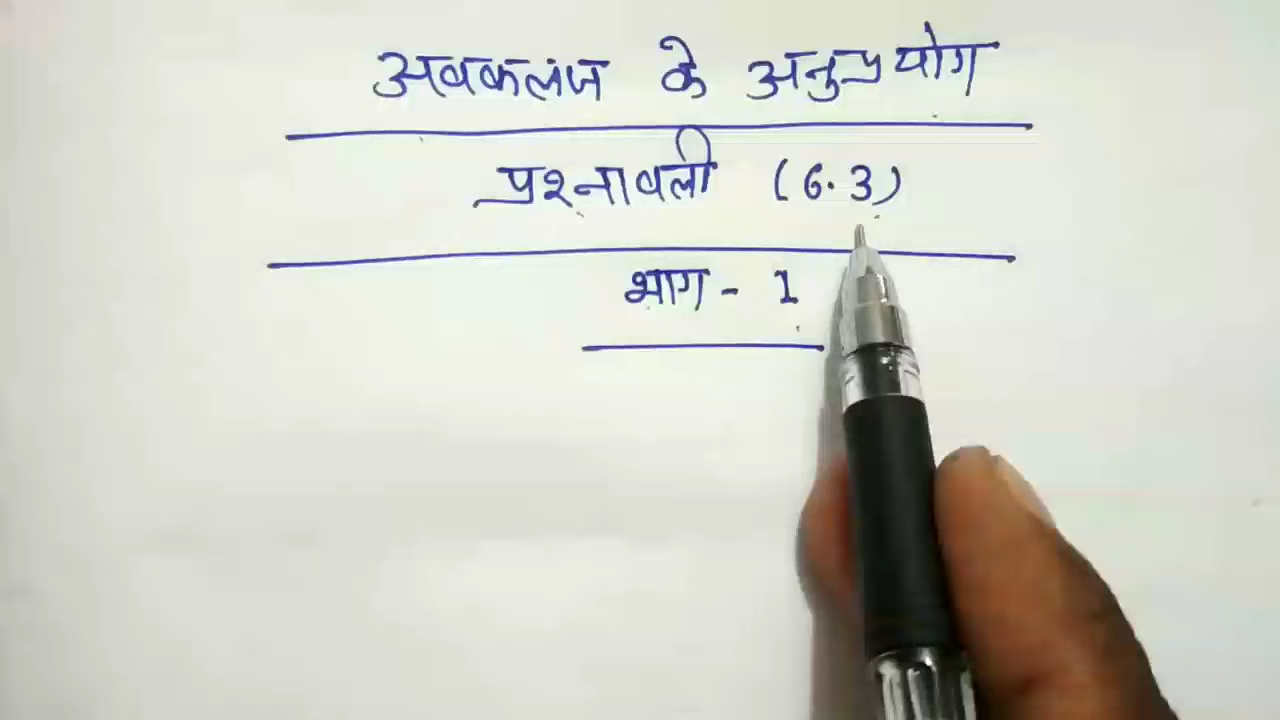 अवकलज के अनुप्रयोग
प्रश्नावली (6.3)
भाग - 1